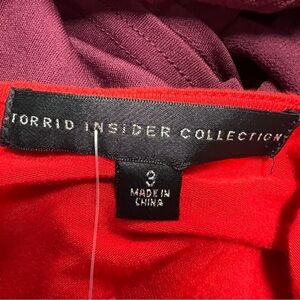 TORRID INSIDER COLLECTION
3
MADE IN
CHINA